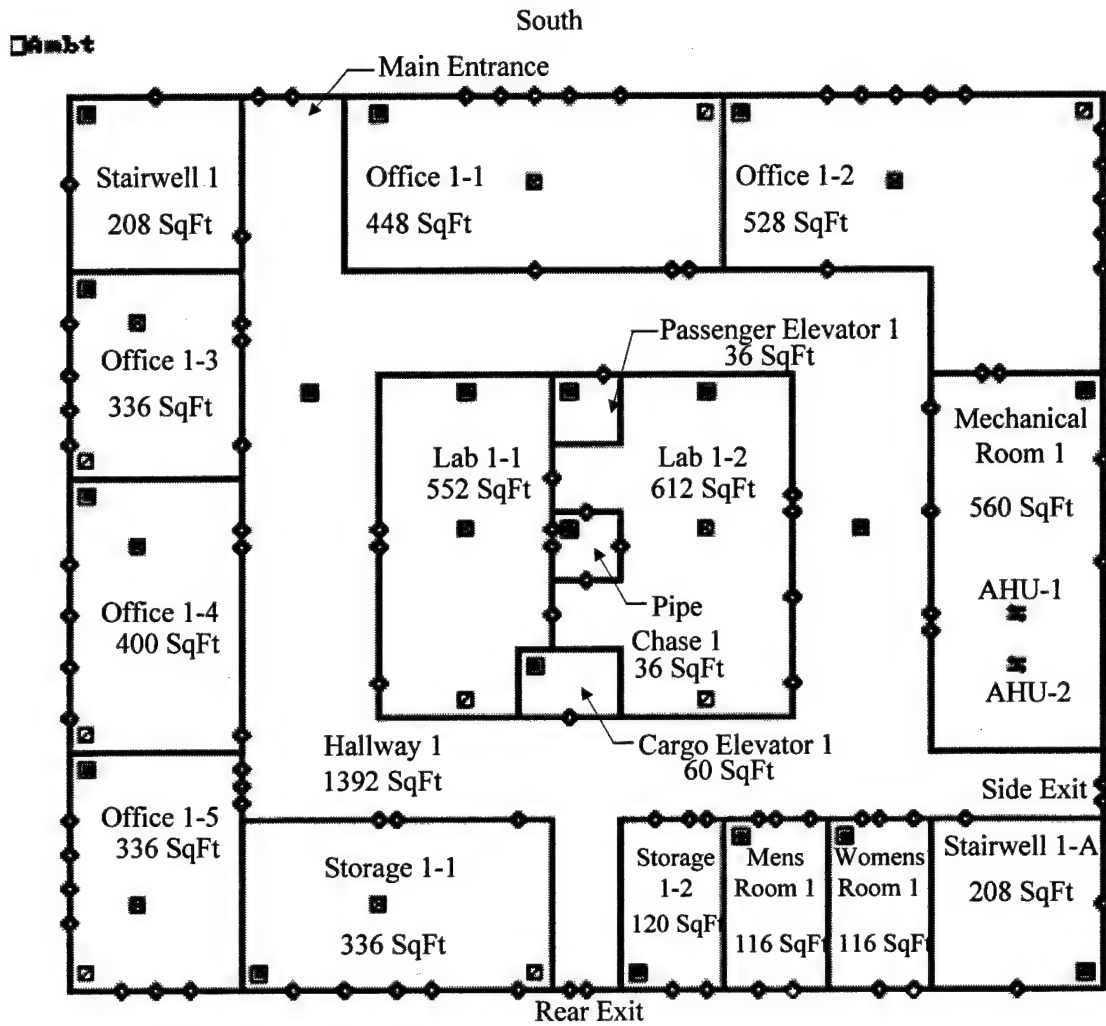 South
Ambt
Main Entrance
Stairwell 1
208 SqFt
Office 1-1
448 SqFt
Office 1-2
528 SqFt
Office 1-3
336 SqFt
Passenger Elevator 1
36 SqFt
Lab 1-1
552 SqFt
Lab 1-2
612 SqFt
Mechanical
Room 1
560 SqFt
Office 1-4
400 SqFt
Pipe
Chase 1
36 SqFt
AHU-1
AHU-2
Hallway 1
1392 SqFt
Cargo Elevator 1
60 SqFt
Side Exit
Office 1-5
336 SqFt
Storage 1-1
336 SqFt
Storage
1-2
120 SqFt
Mens
Room 1
116 SqFt
Womens
Room 1
116 SqFt
Stairwell 1-A
208 SqFt
Rear Exit